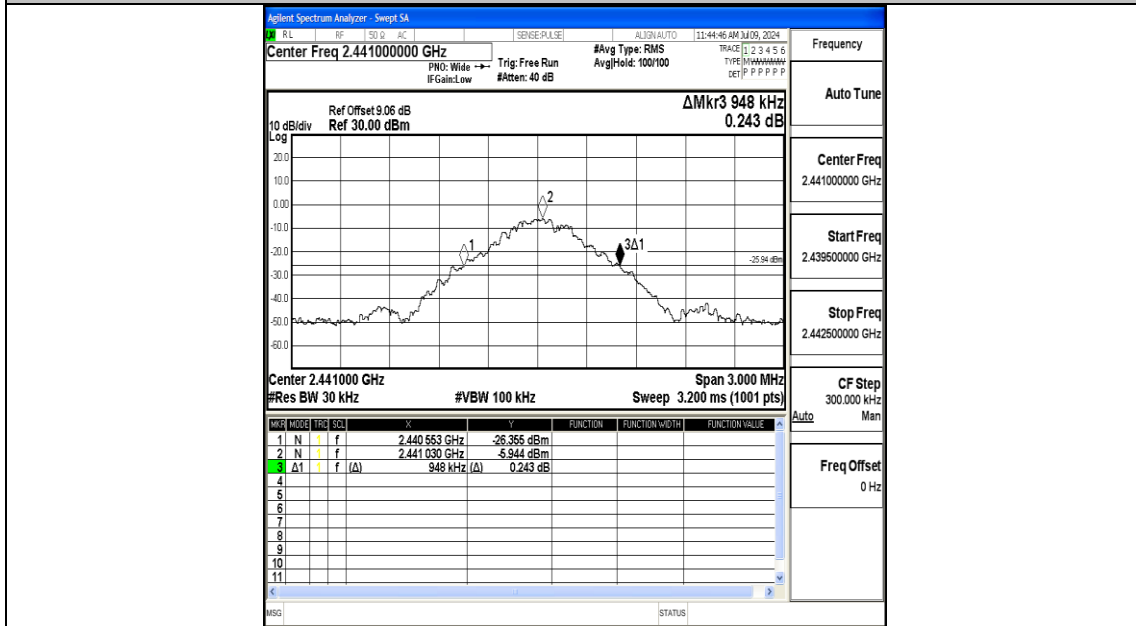 Agilent Spectrum Analyzer - Swept SA
RL RF 50 Ω AC SENSE:PULSE ALIGN AUTO 11:44:46 AM Jul 09, 2024
Center Freq 2.441000000 GHz
PNO: Wide
IFGain:Low
Trig: Free Run
#Atten: 40 dB
#Avg Type: RMS
Avg|Hold: 100/100
TRACE 1 2 3 4 5 6
TYPE MWWWWW
DET P P P P P P
ΔMkr3 948 kHz
0.243 dB
Ref Offset 9.06 dB
10 dB/div Ref 30.00 dBm
Log
20.0
10.0
0.00
-10.0
-20.0
-30.0
-40.0
-50.0
-60.0
2
1
3Δ1
-25.94 dBm
Center 2.441000 GHz Span 3.000 MHz
#Res BW 30 kHz #VBW 100 kHz Sweep 3.200 ms (1001 pts)
MKR MODE TRC SCL X Y FUNCTION FUNCTION WIDTH FUNCTION VALUE
1 N 1 f 2.440 553 GHz -26.355 dBm
2 N 1 f 2.441 030 GHz -5.944 dBm
3 Δ1 1 f (Δ) 948 kHz (Δ) 0.243 dB
4
5
6
7
8
9
10
11
MSG STATUS
Frequency
Auto Tune
Center Freq
2.441000000 GHz
Start Freq
2.439500000 GHz
Stop Freq
2.442500000 GHz
CF Step
300.000 kHz
Auto Man
Freq Offset
0 Hz